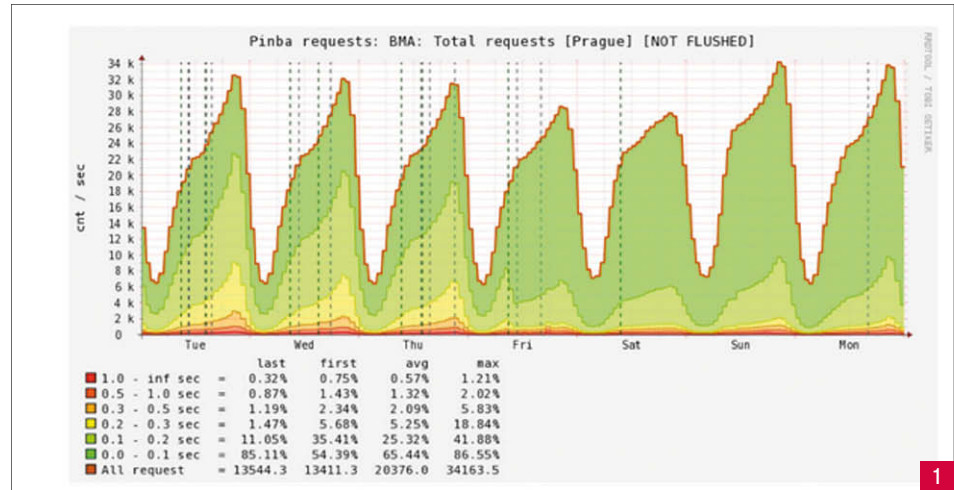 Pinba requests: BMA: Total requests [Prague] [NOT FLUSHED]
RRDTOOL / TOBI OETIKER
cnt / sec
34 k
32 k
30 k
28 k
26 k
24 k
22 k
20 k
18 k
16 k
14 k
12 k
10 k
8 k
6 k
4 k
2 k
0
Tue Wed Thu Fri Sat Sun Mon
last first avg max
1.0 - inf sec = 0.32% 0.75% 0.57% 1.21%
0.5 - 1.0 sec = 0.87% 1.43% 1.32% 2.02%
0.3 - 0.5 sec = 1.19% 2.34% 2.09% 5.83%
0.2 - 0.3 sec = 1.47% 5.68% 5.25% 18.84%
0.1 - 0.2 sec = 11.05% 35.41% 25.32% 41.88%
0.0 - 0.1 sec = 85.11% 54.39% 65.44% 86.55%
All request = 13544.3 13411.3 20376.0 34163.5
1